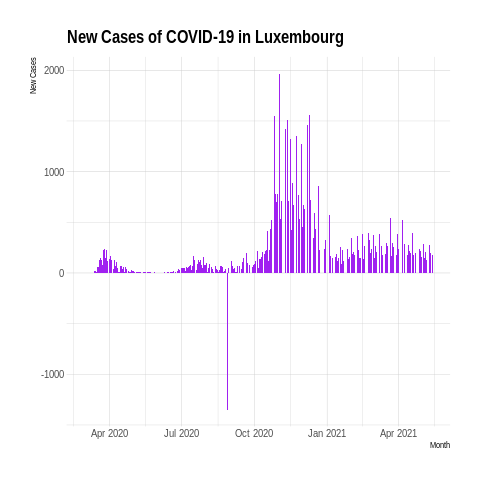 New Cases of COVID-19 in Luxembourg
New Cases
2000
1000
0
-1000
Apr 2020 Jul 2020 Oct 2020 Jan 2021 Apr 2021
Month